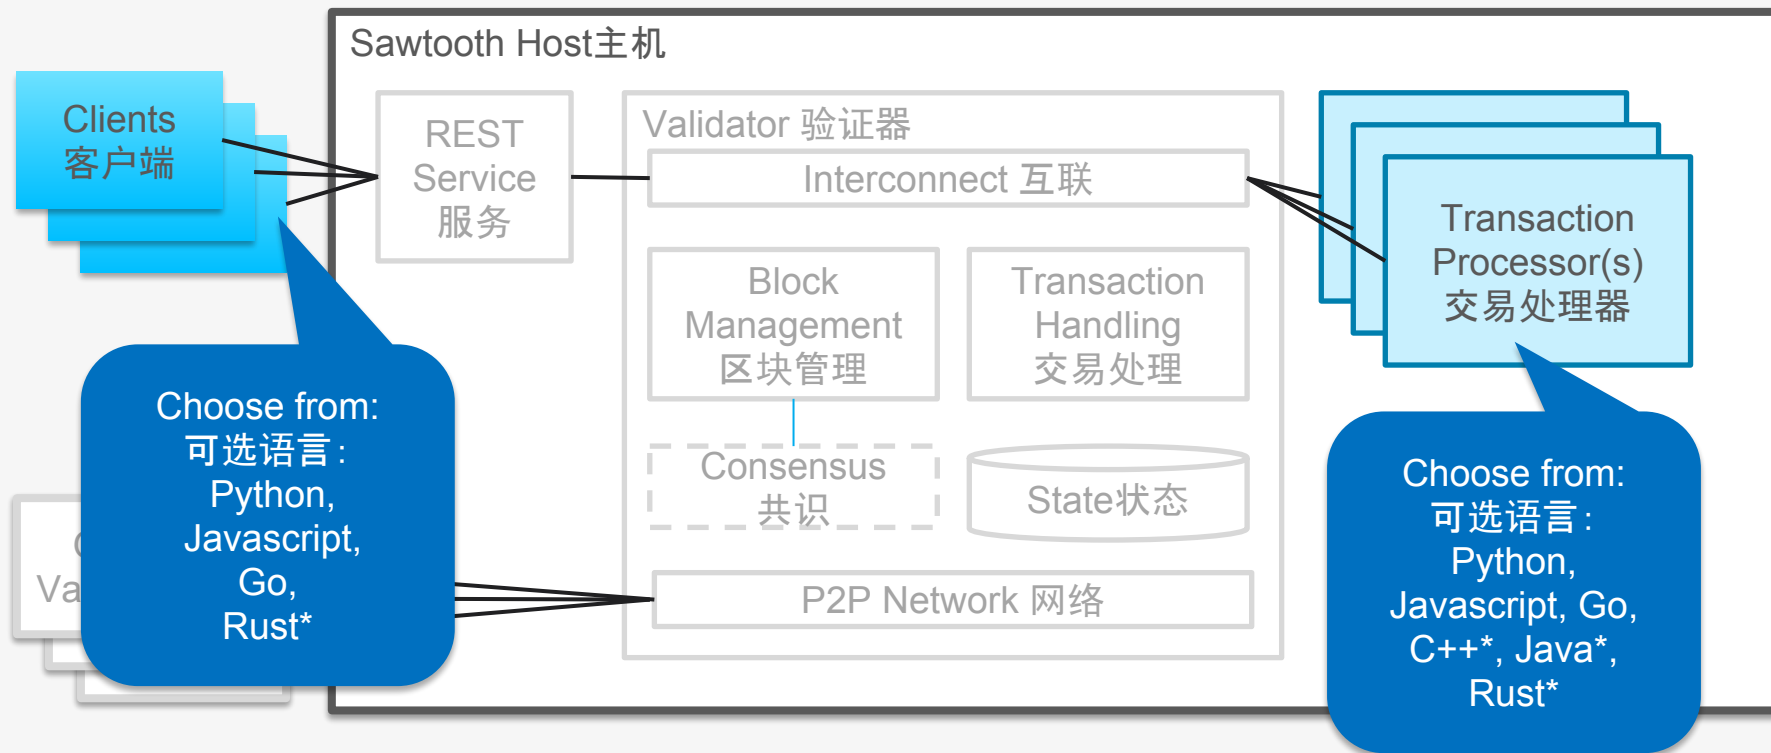 Sawtooth Host主机
Clients
客户端
REST
Service
服务
Validator 验证器
Interconnect 互联
Block
Management
区块管理
Transaction
Handling
交易处理
Consensus
共识
State状态
P2P Network 网络
Transaction
Processor(s)
交易处理器
Choose from:
可选语言:
Python,
Javascript,
Go,
Rust*
Choose from:
可选语言:
Python,
Javascript, Go,
C++*, Java*,
Rust*